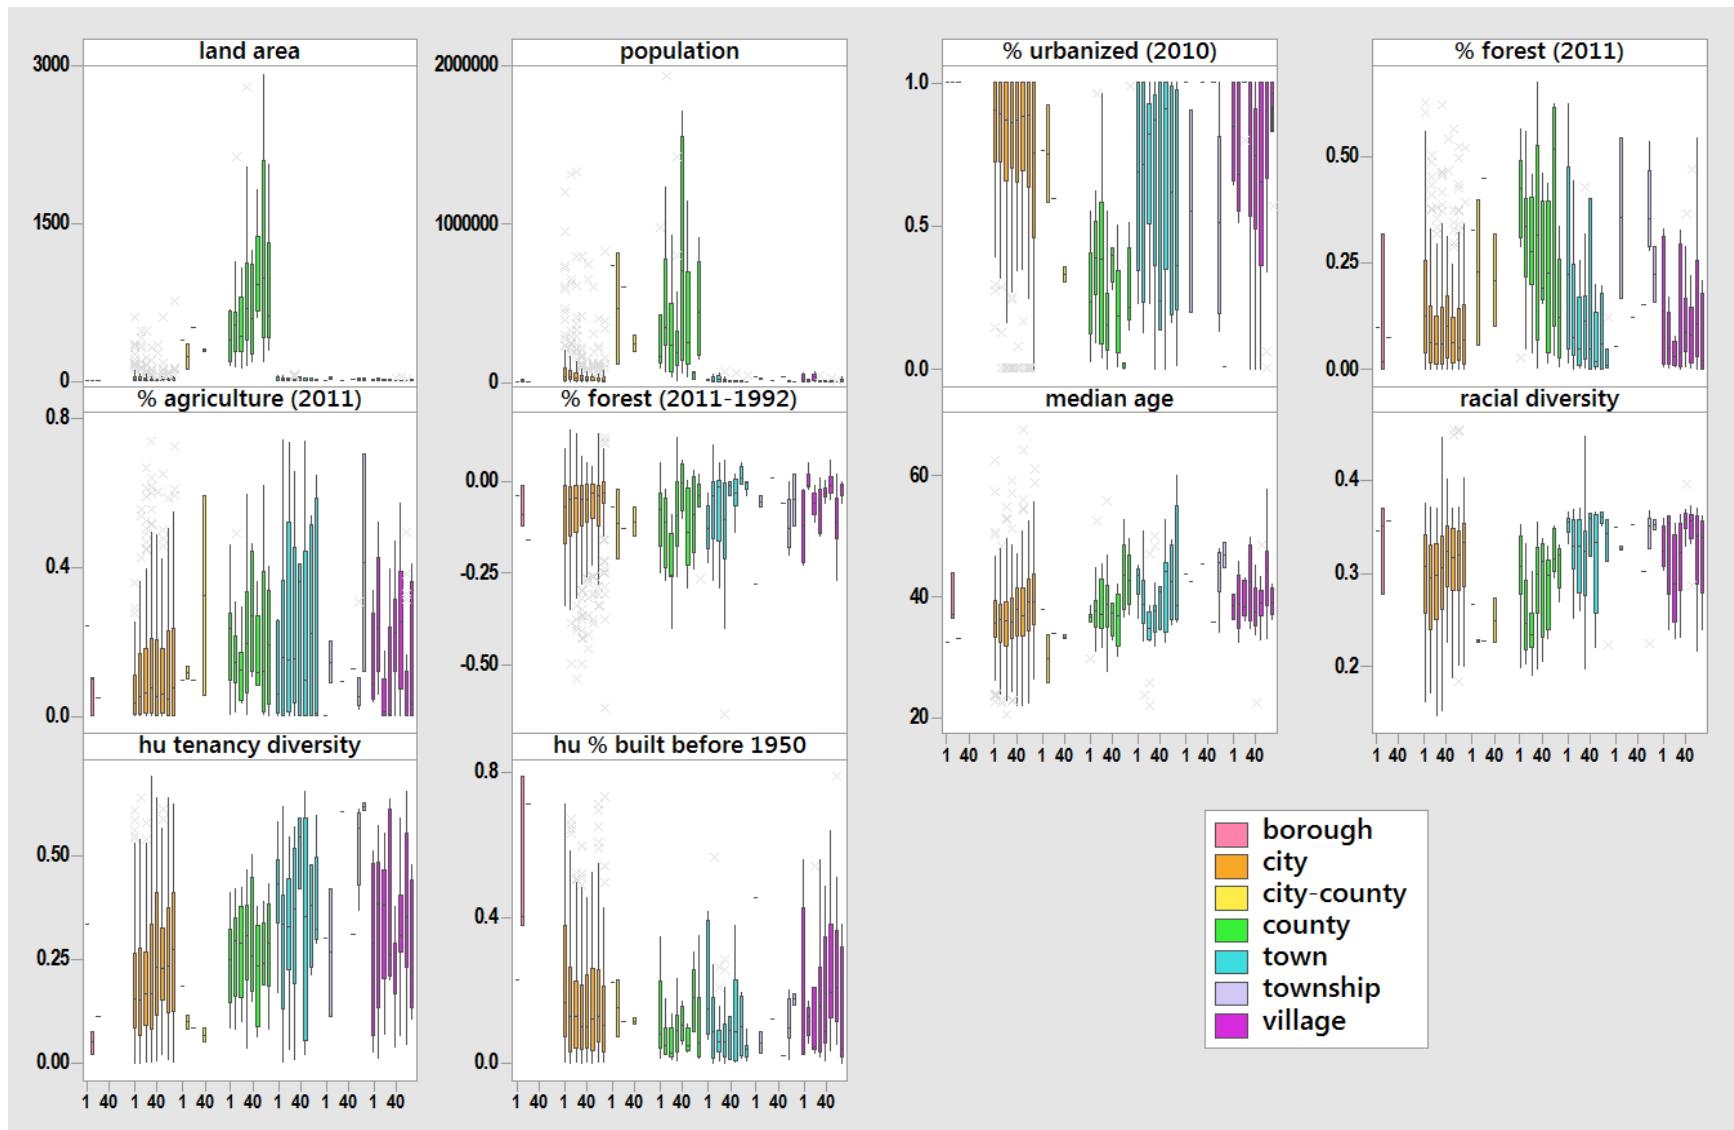 land area
population
% urbanized (2010)
% forest (2011)
3000
1500
0
2000000
1000000
0
1.0
0.5
0.0
0.50
0.25
0.00
% agriculture (2011)
% forest (2011-1992)
median age
racial diversity
0.8
0.4
0.0
0.00
-0.25
-0.50
60
40
20
0.4
0.3
0.2
1 40 1 40 1 40 1 40 1 40 1 40 1 40
1 40 1 40 1 40 1 40 1 40 1 40 1 40
hu tenancy diversity
hu % built before 1950
0.50
0.25
0.00
0.8
0.4
0.0
1 40 1 40 1 40 1 40 1 40 1 40 1 40
1 40 1 40 1 40 1 40 1 40 1 40 1 40
borough
city
city-county
county
town
township
village